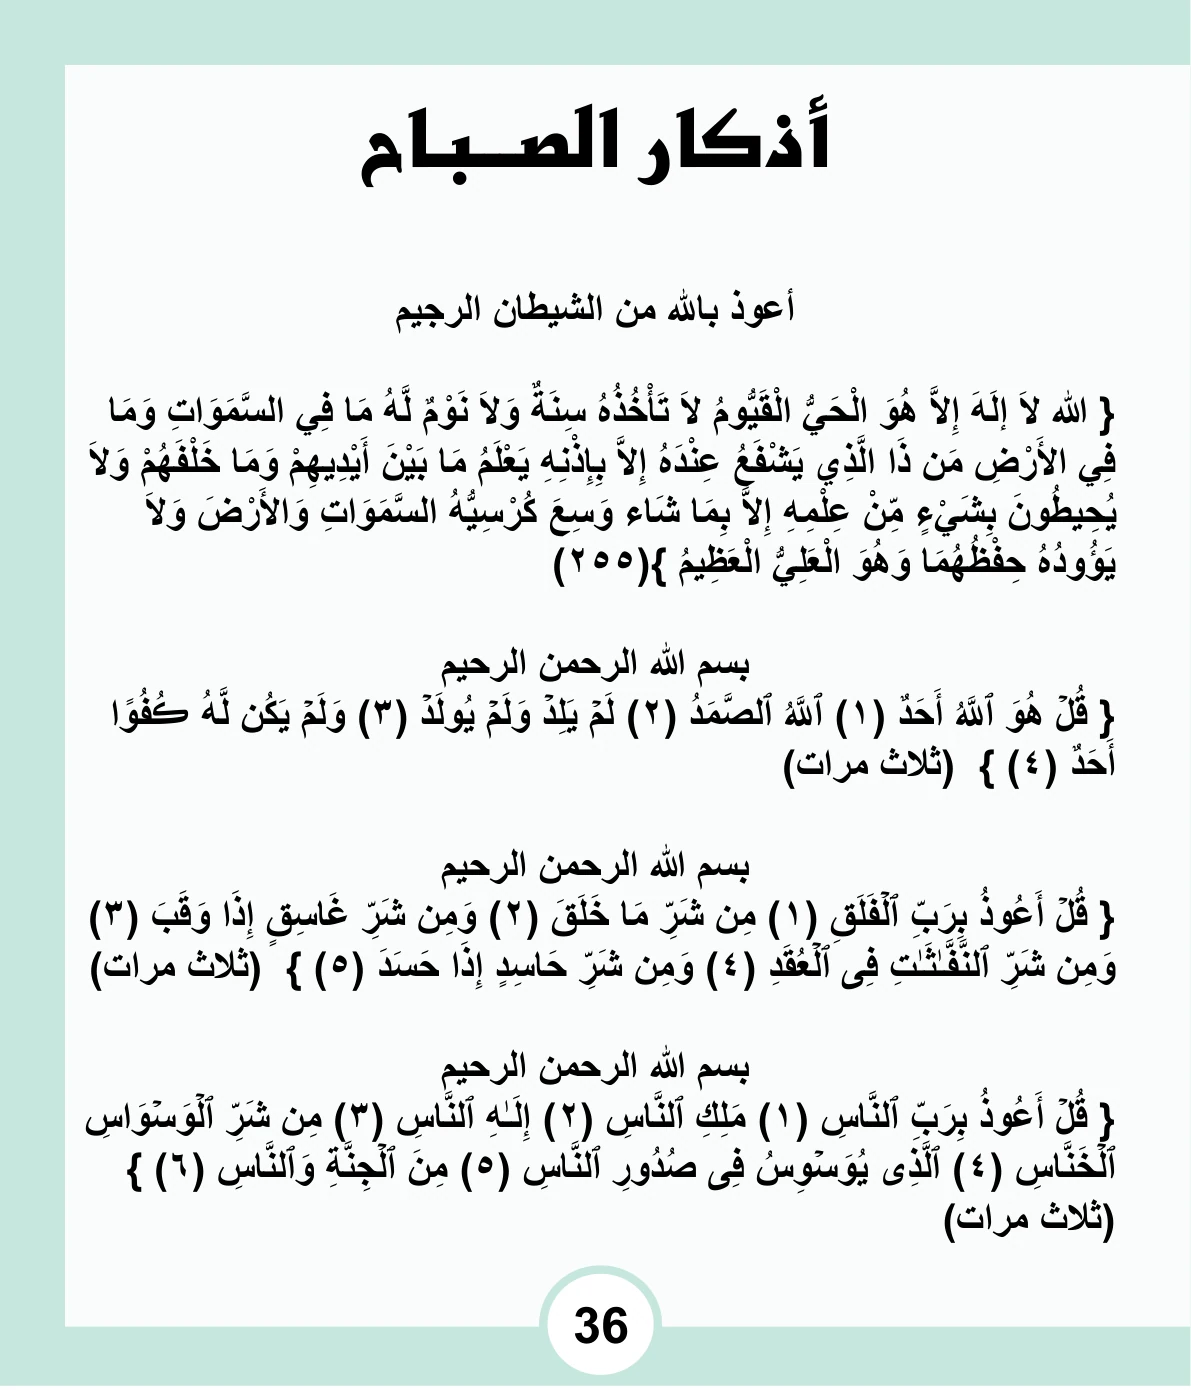 أذكار الصباح
أعوذ بالله من الشيطان الرجيم
{ الله لاَ إلَهَ إِلاَّ هُوَ الْحَيُّ الْقَيُّومُ لاَ تَأْخُذُهُ سِنَةٌ وَلاَ نَوْمٌ لَّهُ مَا فِي السَّمَوَاتِ وَمَا
فِي الأَرْضِ مَن ذَا الَّذِي يَشْفَعُ عِنْدَهُ إِلاَّ بِإِذْنِهِ يَعْلَمُ مَا بَيْنَ أَيْدِيهِمْ وَمَا خَلْفَهُمْ وَلاَ
يُحِيطُونَ بِشَيْءٍ مِّنْ عِلْمِهِ إِلاَّ بِمَا شَاء وَسِعَ كُرْسِيُّهُ السَّمَوَاتِ وَالأَرْضَ وَلاَ
يَؤُودُهُ حِفْظُهُمَا وَهُوَ الْعَلِيُّ الْعَظِيمُ }(٢٥٥)
بسم الله الرحمن الرحيم
{ قُلۡ هُوَ ٱللَّهُ أَحَدٌ (١) ٱللَّهُ ٱلصَّمَدُ (٢) لَمۡ يَلِدۡ وَلَمۡ يُولَدۡ (٣) وَلَمۡ يَكُن لَّهُ كُفُوًا
أَحَدٌ (٤) } (ثلاث مرات)
بسم الله الرحمن الرحيم
{ قُلۡ أَعُوذُ بِرَبِّ ٱلۡفَلَقِ (١) مِن شَرِّ مَا خَلَقَ (٢) وَمِن شَرِّ غَاسِقٍ إِذَا وَقَبَ (٣)
وَمِن شَرِّ ٱلنَّفَّـٰثَـٰتِ فِى ٱلۡعُقَدِ (٤) وَمِن شَرِّ حَاسِدٍ إِذَا حَسَدَ (٥) } (ثلاث مرات)
بسم الله الرحمن الرحيم
{ قُلۡ أَعُوذُ بِرَبِّ ٱلنَّاسِ (١) مَلِكِ ٱلنَّاسِ (٢) إِلَـٰهِ ٱلنَّاسِ (٣) مِن شَرِّ ٱلۡوَسۡوَاسِ
ٱلۡخَنَّاسِ (٤) ٱلَّذِى يُوَسۡوِسُ فِى صُدُورِ ٱلنَّاسِ (٥) مِنَ ٱلۡجِنَّةِ وَٱلنَّاسِ (٦) }
(ثلاث مرات)
36